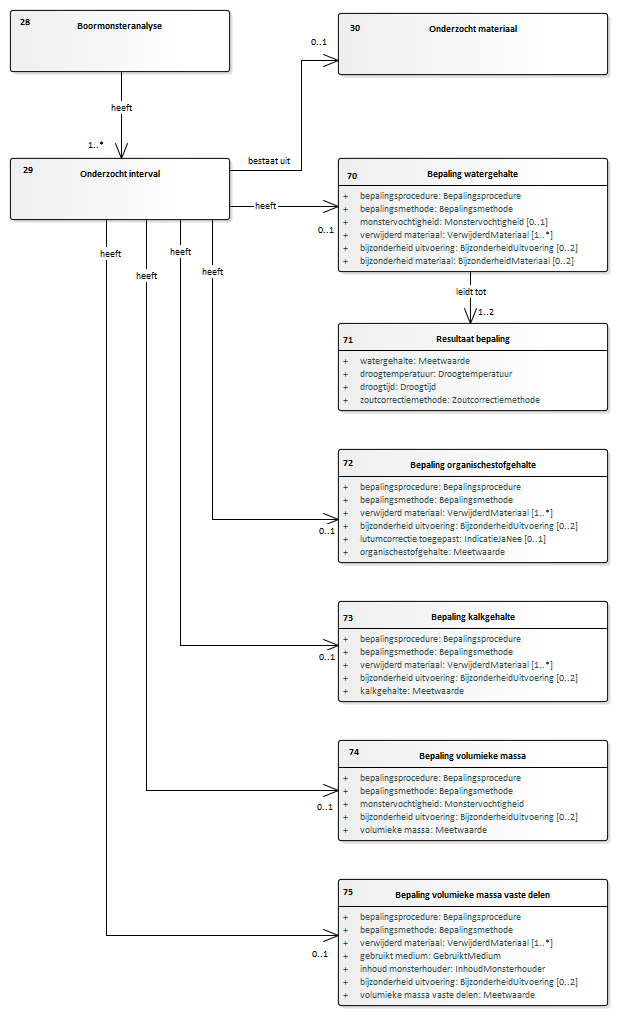 28
Boormonsteranalyse
30
Onderzocht materiaal
0..1
heeft
1..*
29
Onderzocht interval
bestaat uit
heeft
0..1
70
Bepaling watergehalte
+ bepalingsprocedure: Bepalingsprocedure
+ bepalingsmethode: Bepalingsmethode
+ monstervochtigheid: Monstervochtigheid [0..1]
+ verwijderd materiaal: VerwijderdMateriaal [1..*]
+ bijzonderheid uitvoering: BijzonderheidUitvoering [0..2]
+ bijzonderheid materiaal: BijzonderheidMateriaal [0..2]
heeft
heeft
heeft
heeft
leidt tot
1..2
71
Resultaat bepaling
+ watergehalte: Meetwaarde
+ droogtemperatuur: Droogtemperatuur
+ droogtijd: Droogtijd
+ zoutcorrectiemethode: Zoutcorrectiemethode
72
Bepaling organischestofgehalte
+ bepalingsprocedure: Bepalingsprocedure
+ bepalingsmethode: Bepalingsmethode
+ verwijderd materiaal: VerwijderdMateriaal [1..*]
+ bijzonderheid uitvoering: BijzonderheidUitvoering [0..2]
+ lutumcorrectie toegepast: IndicatieJaNee [0..1]
+ organischestofgehalte: Meetwaarde
0..1
73
Bepaling kalkgehalte
+ bepalingsprocedure: Bepalingsprocedure
+ bepalingsmethode: Bepalingsmethode
+ verwijderd materiaal: VerwijderdMateriaal [1..*]
+ bijzonderheid uitvoering: BijzonderheidUitvoering [0..2]
+ kalkgehalte: Meetwaarde
0..1
74
Bepaling volumieke massa
+ bepalingsprocedure: Bepalingsprocedure
+ bepalingsmethode: Bepalingsmethode
+ monstervochtigheid: Monstervochtigheid
+ bijzonderheid uitvoering: BijzonderheidUitvoering [0..2]
+ volumieke massa: Meetwaarde
0..1
75
Bepaling volumieke massa vaste delen
+ bepalingsprocedure: Bepalingsprocedure
+ bepalingsmethode: Bepalingsmethode
+ verwijderd materiaal: VerwijderdMateriaal [1..*]
+ gebruikt medium: GebruiktMedium
+ inhoud monsterhouder: InhoudMonsterhouder
+ bijzonderheid uitvoering: BijzonderheidUitvoering [0..2]
+ volumieke massa vaste delen: Meetwaarde
0..1